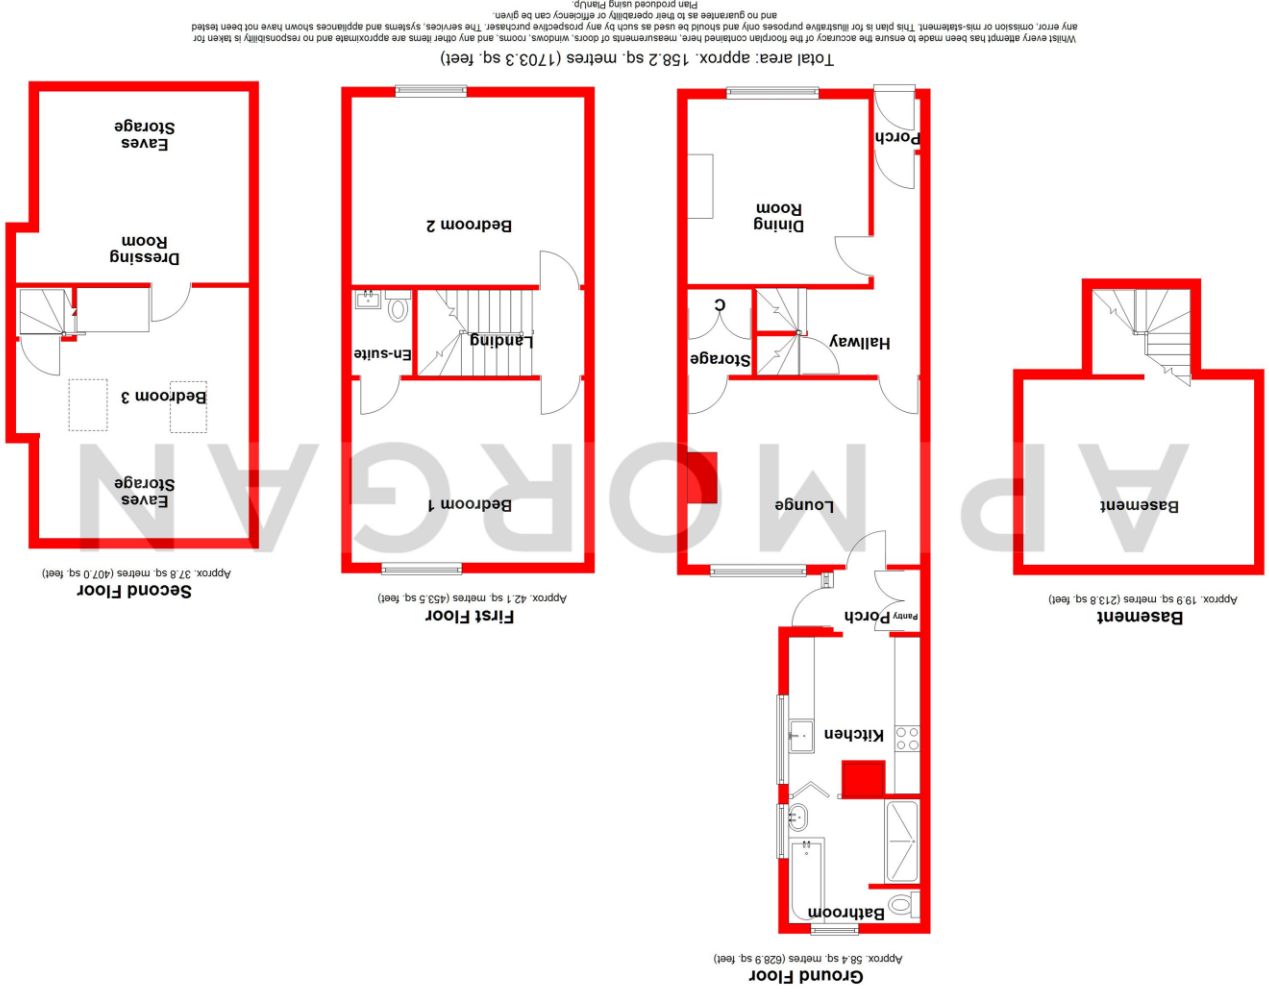 Basement
Approx. 19.9 sq. metres (213.8 sq. feet)
Basement
Ground Floor
Approx. 58.4 sq. metres (628.9 sq. feet)
Bathroom
Kitchen
Pantry
Porch
Lounge
Storage
C
Hallway
Dining
Room
Porch
First Floor
Approx. 42.1 sq. metres (453.5 sq. feet)
Bedroom 1
En-suite
Landing
Bedroom 2
Second Floor
Approx. 37.8 sq. metres (407.0 sq. feet)
Eaves
Storage
Bedroom 3
Dressing
Room
Eaves
Storage
AP MORGAN
Total area: approx. 158.2 sq. metres (1703.3 sq. feet)
Whilst every attempt has been made to ensure the accuracy of the floorplan contained here, measurements of doors, windows, rooms, and any other items are approximate and no responsibility is taken for
any error, omission or mis-statement. This plan is for illustrative purposes only and should be used as such by any prospective purchaser. The services, systems and appliances shown have not been tested
and no guarantee as to their operability or efficiency can be given.
Plan produced using PlanUp.